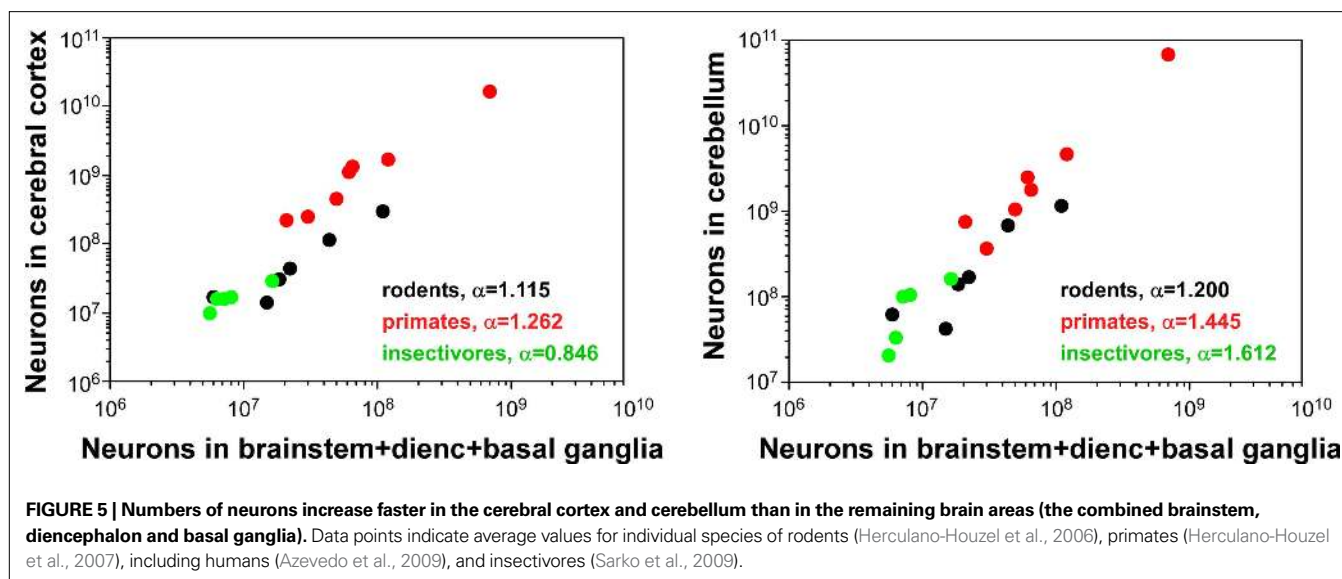 Neurons in cerebral cortex
10¹¹
10¹⁰
10⁹
10⁸
10⁷
10⁶
rodents, α=1.115
primates, α=1.262
insectivores, α=0.846
10⁶ 10⁷ 10⁸ 10⁹ 10¹⁰
Neurons in brainstem+dienc+basal ganglia
Neurons in cerebellum
10¹¹
10¹⁰
10⁹
10⁸
10⁷
rodents, α=1.200
primates, α=1.445
insectivores, α=1.612
10⁶ 10⁷ 10⁸ 10⁹ 10¹⁰
Neurons in brainstem+dienc+basal ganglia
FIGURE 5 | Numbers of neurons increase faster in the cerebral cortex and cerebellum than in the remaining brain areas (the combined brainstem,
diencephalon and basal ganglia). Data points indicate average values for individual species of rodents (Herculano-Houzel et al., 2006), primates (Herculano-Houzel
et al., 2007), including humans (Azevedo et al., 2009), and insectivores (Sarko et al., 2009).